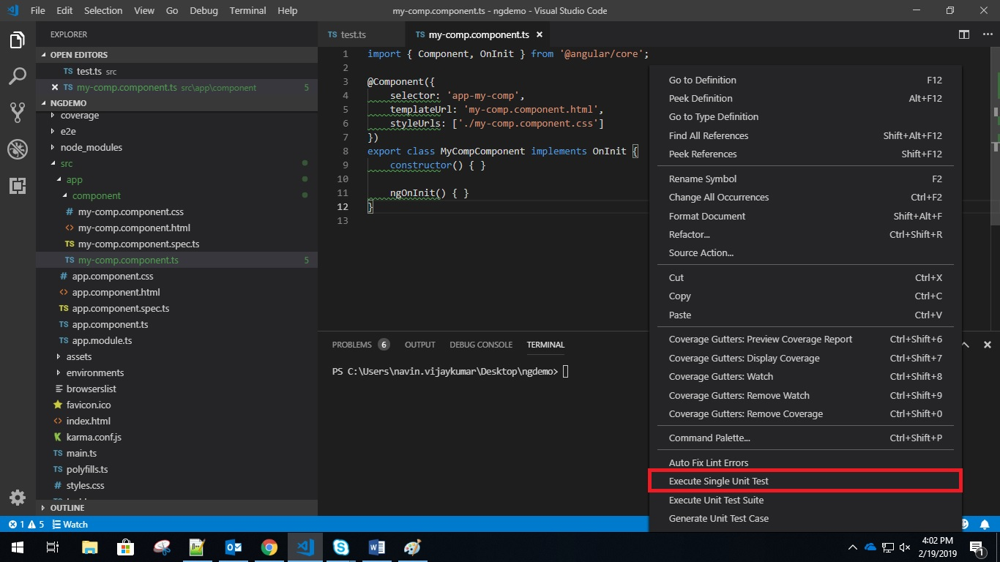 File Edit Selection View Go Debug Terminal Help
my-comp.component.ts - ngdemo - Visual Studio Code
EXPLORER
OPEN EDITORS
TS test.ts src
TS my-comp.component.ts src\app\component 5
NGDEMO
coverage
e2e
node_modules
src
app
component
# my-comp.component.css
<> my-comp.component.html
TS my-comp.component.spec.ts
TS my-comp.component.ts 5
# app.component.css
<> app.component.html
TS app.component.spec.ts
TS app.component.ts
TS app.module.ts
assets
environments
browserslist
favicon.ico
<> index.html
karma.conf.js
TS main.ts
TS polyfills.ts
# styles.css
OUTLINE
TS test.ts
TS my-comp.component.ts
1 import { Component, OnInit } from '@angular/core';
2
3 @Component({
4 selector: 'app-my-comp',
5 templateUrl: 'my-comp.component.html',
6 styleUrls: ['./my-comp.component.css']
7 })
8 export class MyCompComponent implements OnInit {
9 constructor() { }
10
11 ngOnInit() { }
12 }
13
PROBLEMS 6 OUTPUT DEBUG CONSOLE TERMINAL
PS C:\Users\navin.vijaykumar\Desktop\ngdemo>
Go to Definition F12
Peek Definition Alt+F12
Go to Type Definition
Find All References Shift+Alt+F12
Peek References Shift+F12
Rename Symbol F2
Change All Occurrences Ctrl+F2
Format Document Shift+Alt+F
Refactor... Ctrl+Shift+R
Source Action...
Cut Ctrl+X
Copy Ctrl+C
Paste Ctrl+V
Coverage Gutters: Preview Coverage Report Ctrl+Shift+6
Coverage Gutters: Display Coverage Ctrl+Shift+7
Coverage Gutters: Watch Ctrl+Shift+8
Coverage Gutters: Remove Watch Ctrl+Shift+9
Coverage Gutters: Remove Coverage Ctrl+Shift+0
Command Palette... Ctrl+Shift+P
Auto Fix Lint Errors
Execute Single Unit Test
Execute Unit Test Suite
Generate Unit Test Case
1 5 Watch
4:02 PM
2/19/2019
1